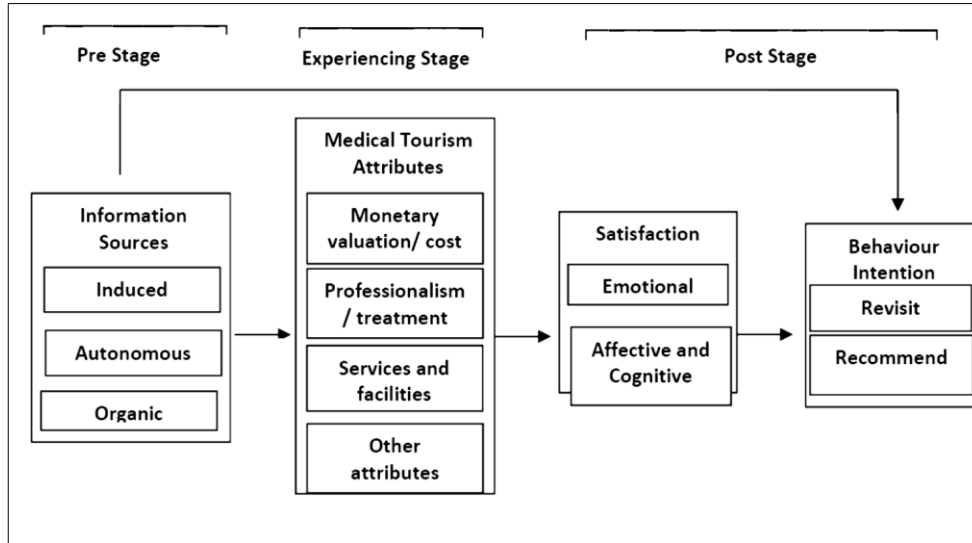 Pre Stage
Experiencing Stage
Post Stage
Information
Sources
Induced
Autonomous
Organic
Medical Tourism
Attributes
Monetary
valuation/ cost
Professionalism
/ treatment
Services and
facilities
Other
attributes
Satisfaction
Emotional
Affective and
Cognitive
Behaviour
Intention
Revisit
Recommend